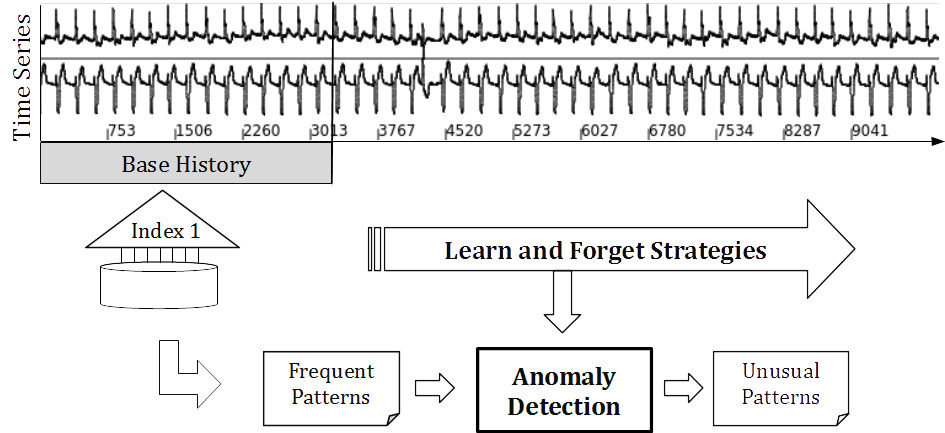 Time Series
753 1506 2260 3013 3767 4520 5273 6027 6780 7534 8287 9041
Base History
Index 1
Learn and Forget Strategies
Frequent
Patterns
Anomaly
Detection
Unusual
Patterns